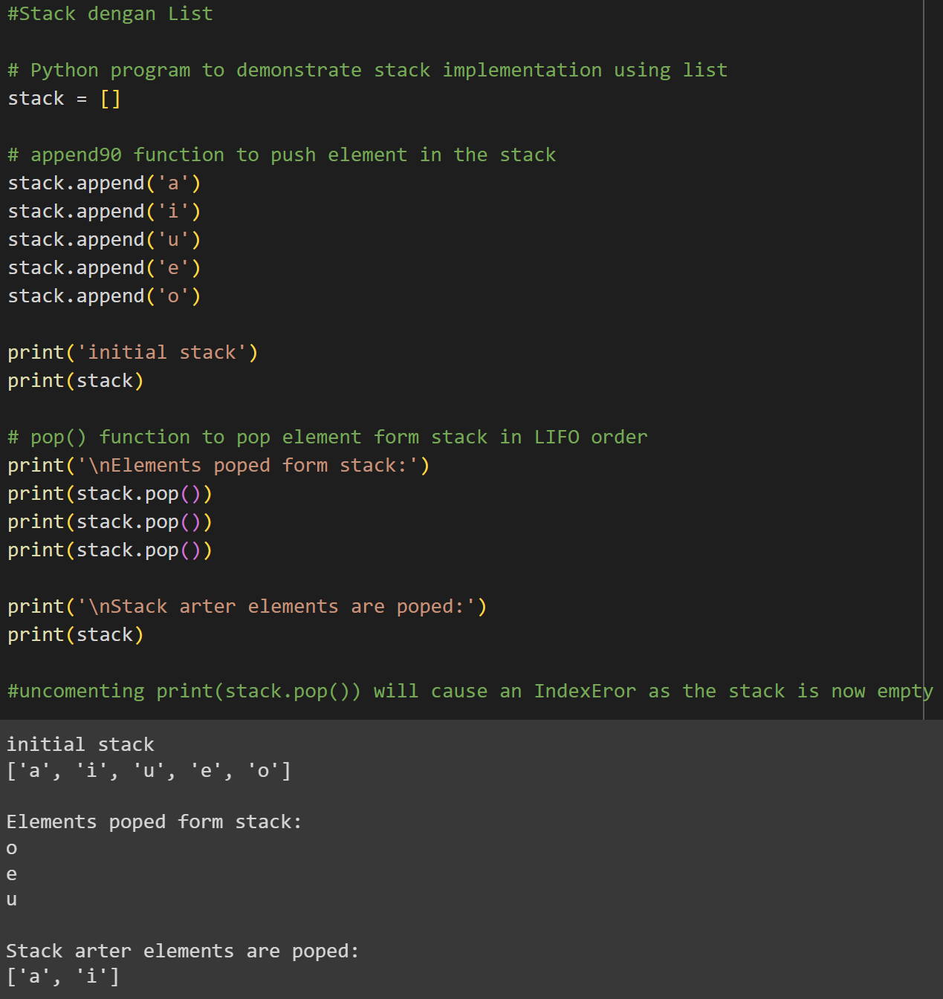 #Stack dengan List
# Python program to demonstrate stack implementation using list
stack = []
# append90 function to push element in the stack
stack.append('a')
stack.append('i')
stack.append('u')
stack.append('e')
stack.append('o')
print('initial stack')
print(stack)
# pop() function to pop element form stack in LIFO order
print('\nElements poped form stack:')
print(stack.pop())
print(stack.pop())
print(stack.pop())
print('\nStack arter elements are poped:')
print(stack)
#uncomenting print(stack.pop()) will cause an IndexEror as the stack is now empty
initial stack
['a', 'i', 'u', 'e', 'o']
Elements poped form stack:
o
e
u
Stack arter elements are poped:
['a', 'i']